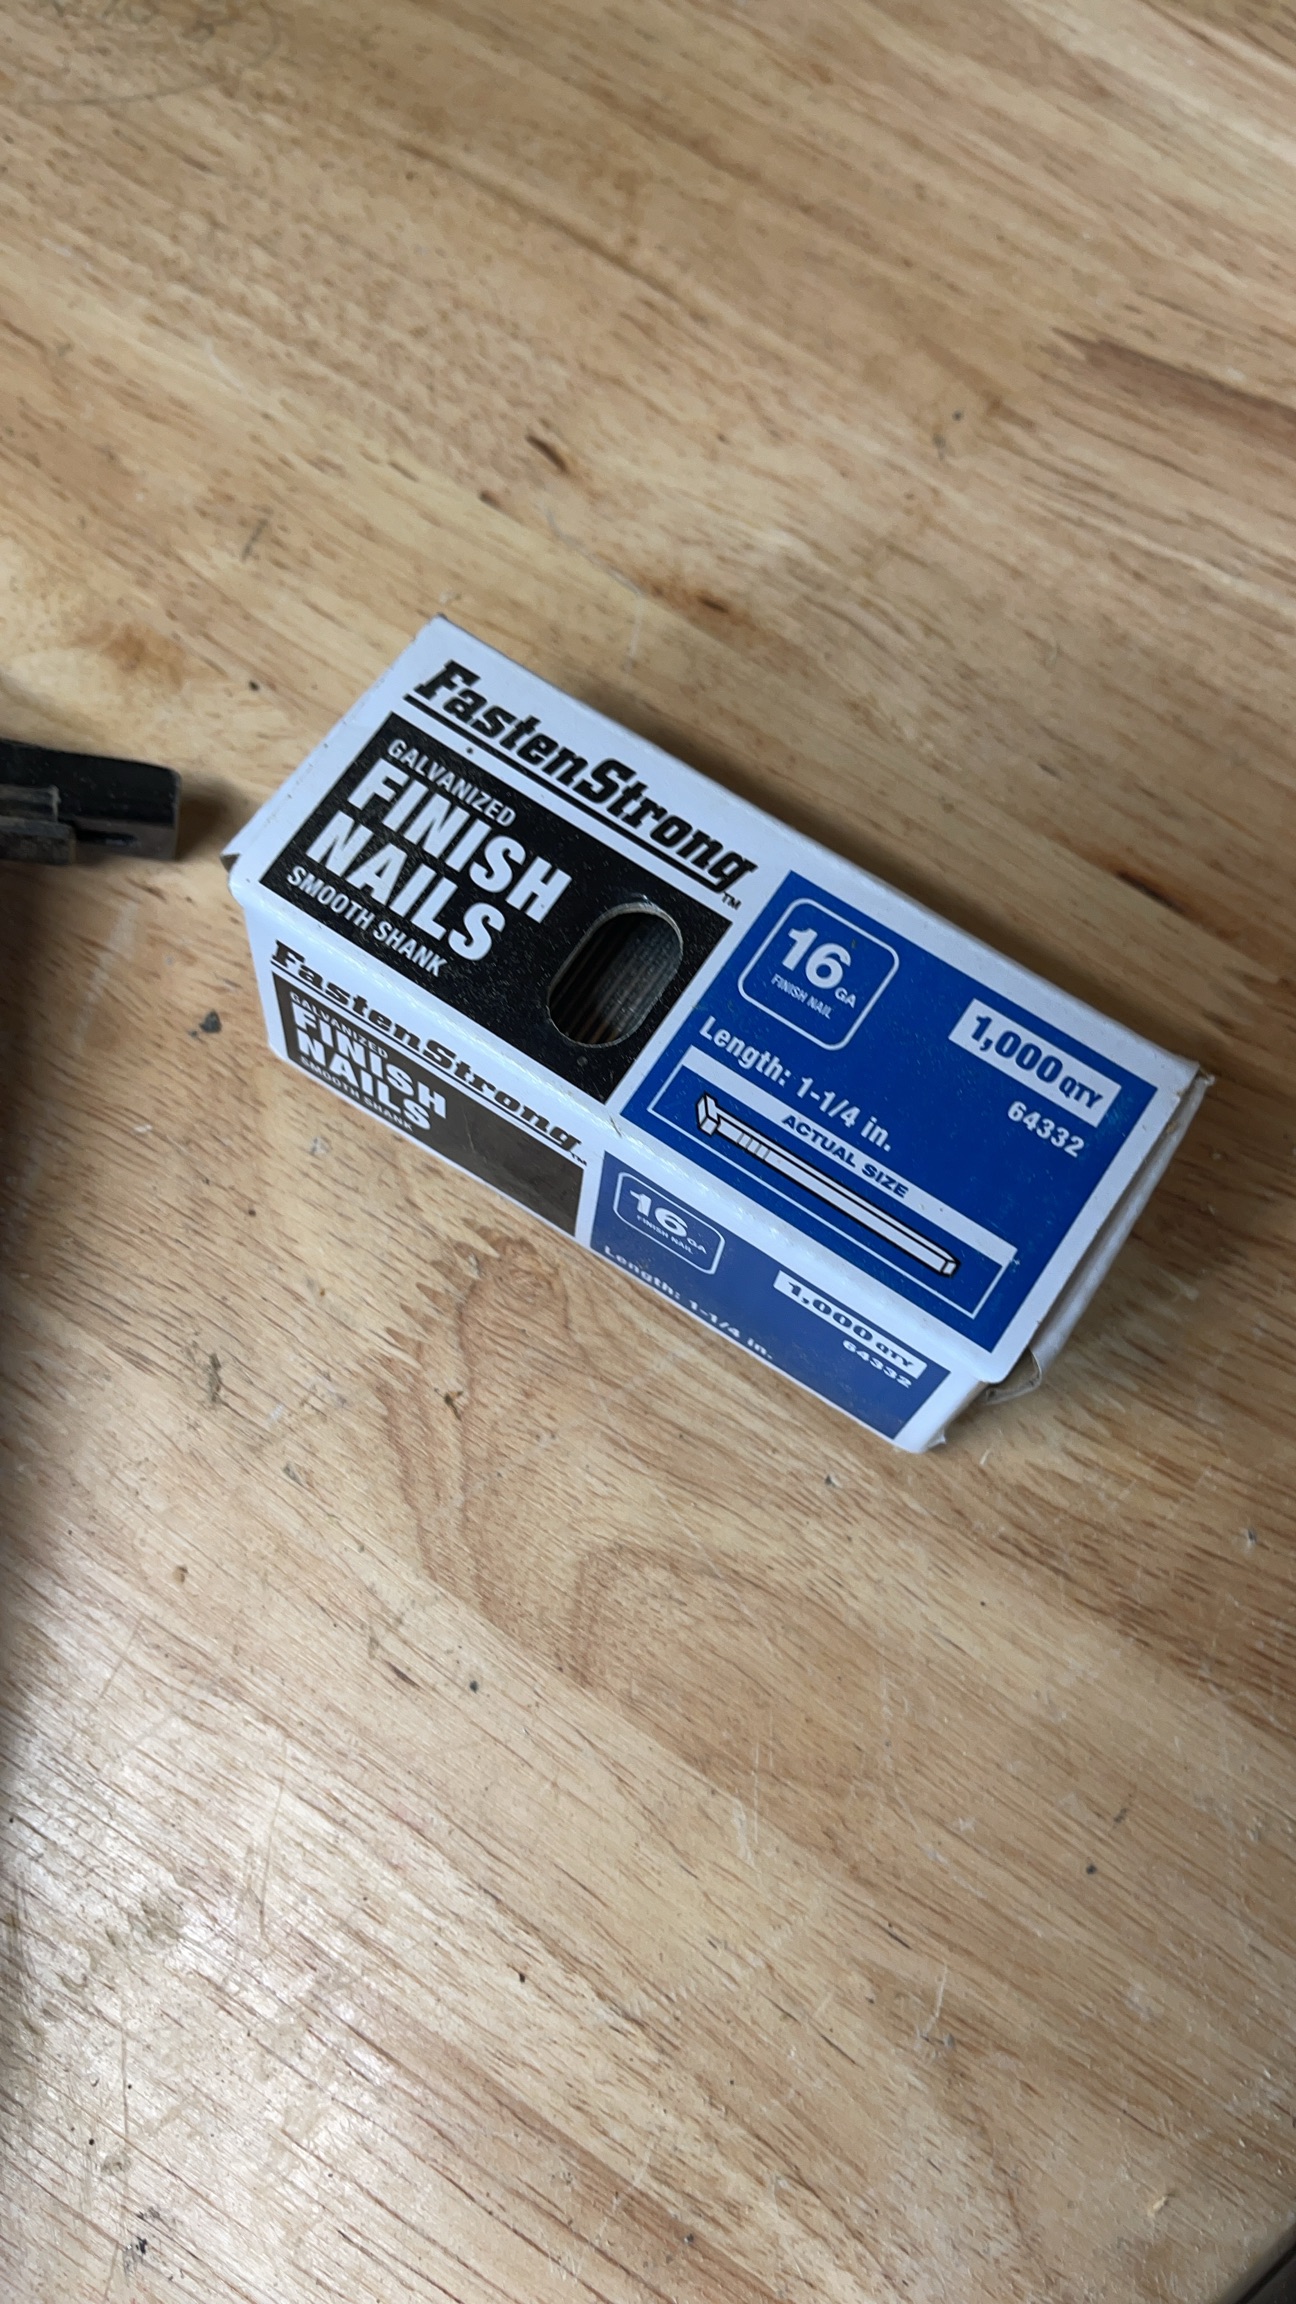 FastenStrong™
GALVANIZED
FINISH
NAILS
SMOOTH SHANK
16 GA
FINISH NAIL
1,000 QTY
64332
Length: 1-1/4 in.
ACTUAL SIZE
FastenStrong™
GALVANIZED
FINISH
NAILS
SMOOTH SHANK
16 GA
FINISH NAIL
1,000 QTY
64332
Length: 1-1/4 in.